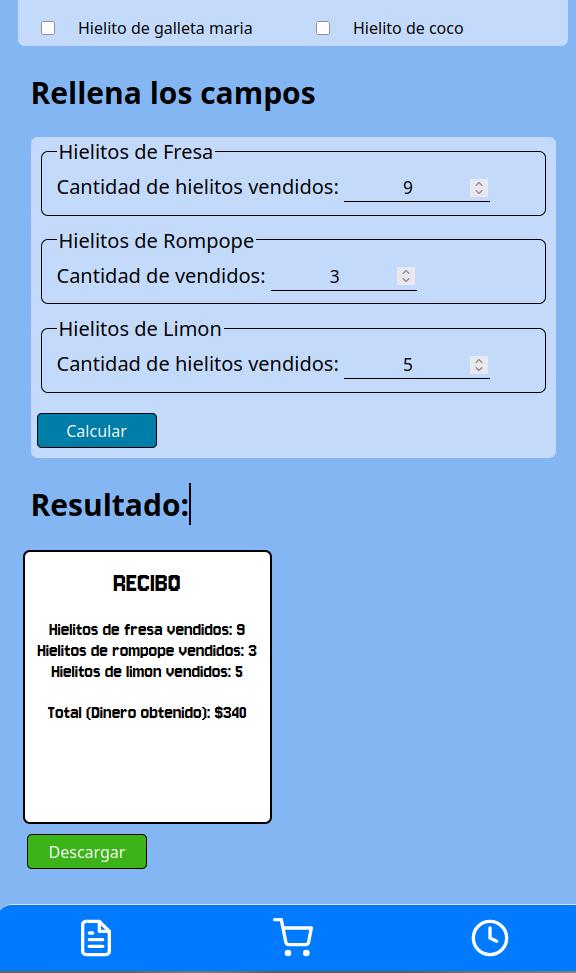 Hielito de galleta maria
Hielito de coco
Rellena los campos
Hielitos de Fresa
Cantidad de hielitos vendidos: 9
Hielitos de Rompope
Cantidad de vendidos: 3
Hielitos de Limon
Cantidad de hielitos vendidos: 5
Calcular
Resultado:
RECIBO
Hielitos de fresa vendidos: 9
Hielitos de rompope vendidos: 3
Hielitos de limon vendidos: 5
Total (Dinero obtenido): $340
Descargar